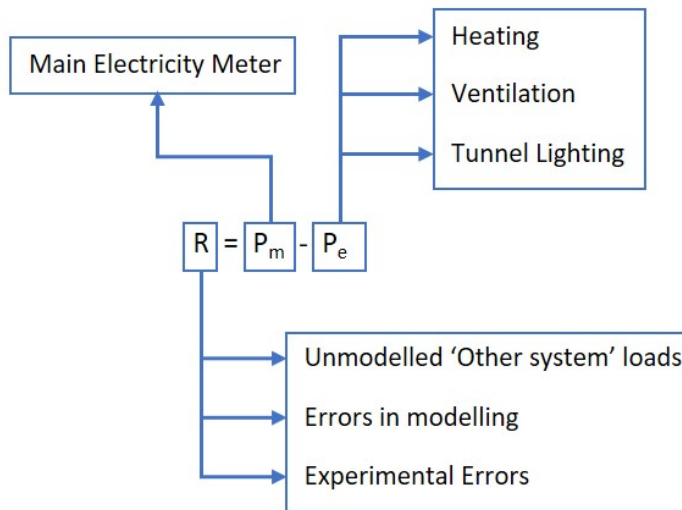 Main Electricity Meter
Heating
Ventilation
Tunnel Lighting
R = Pm - Pe
Unmodelled ‘Other system’ loads
Errors in modelling
Experimental Errors